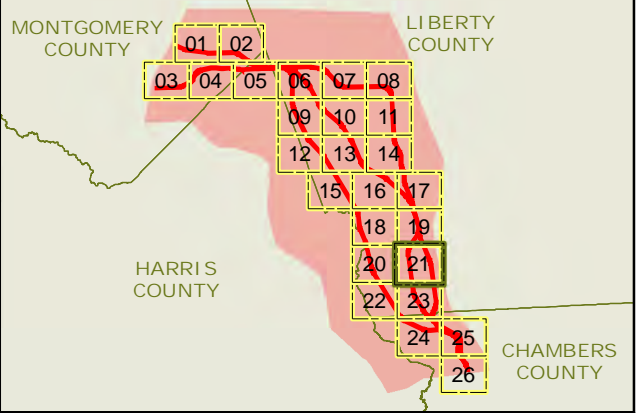 MONTGOMERY
COUNTY
LIBERTY
COUNTY
01 02
03 04 05 06 07 08
09 10 11
12 13 14
15 16 17
18 19
20 21
22 23
24 25
26
HARRIS
COUNTY
CHAMBERS
COUNTY